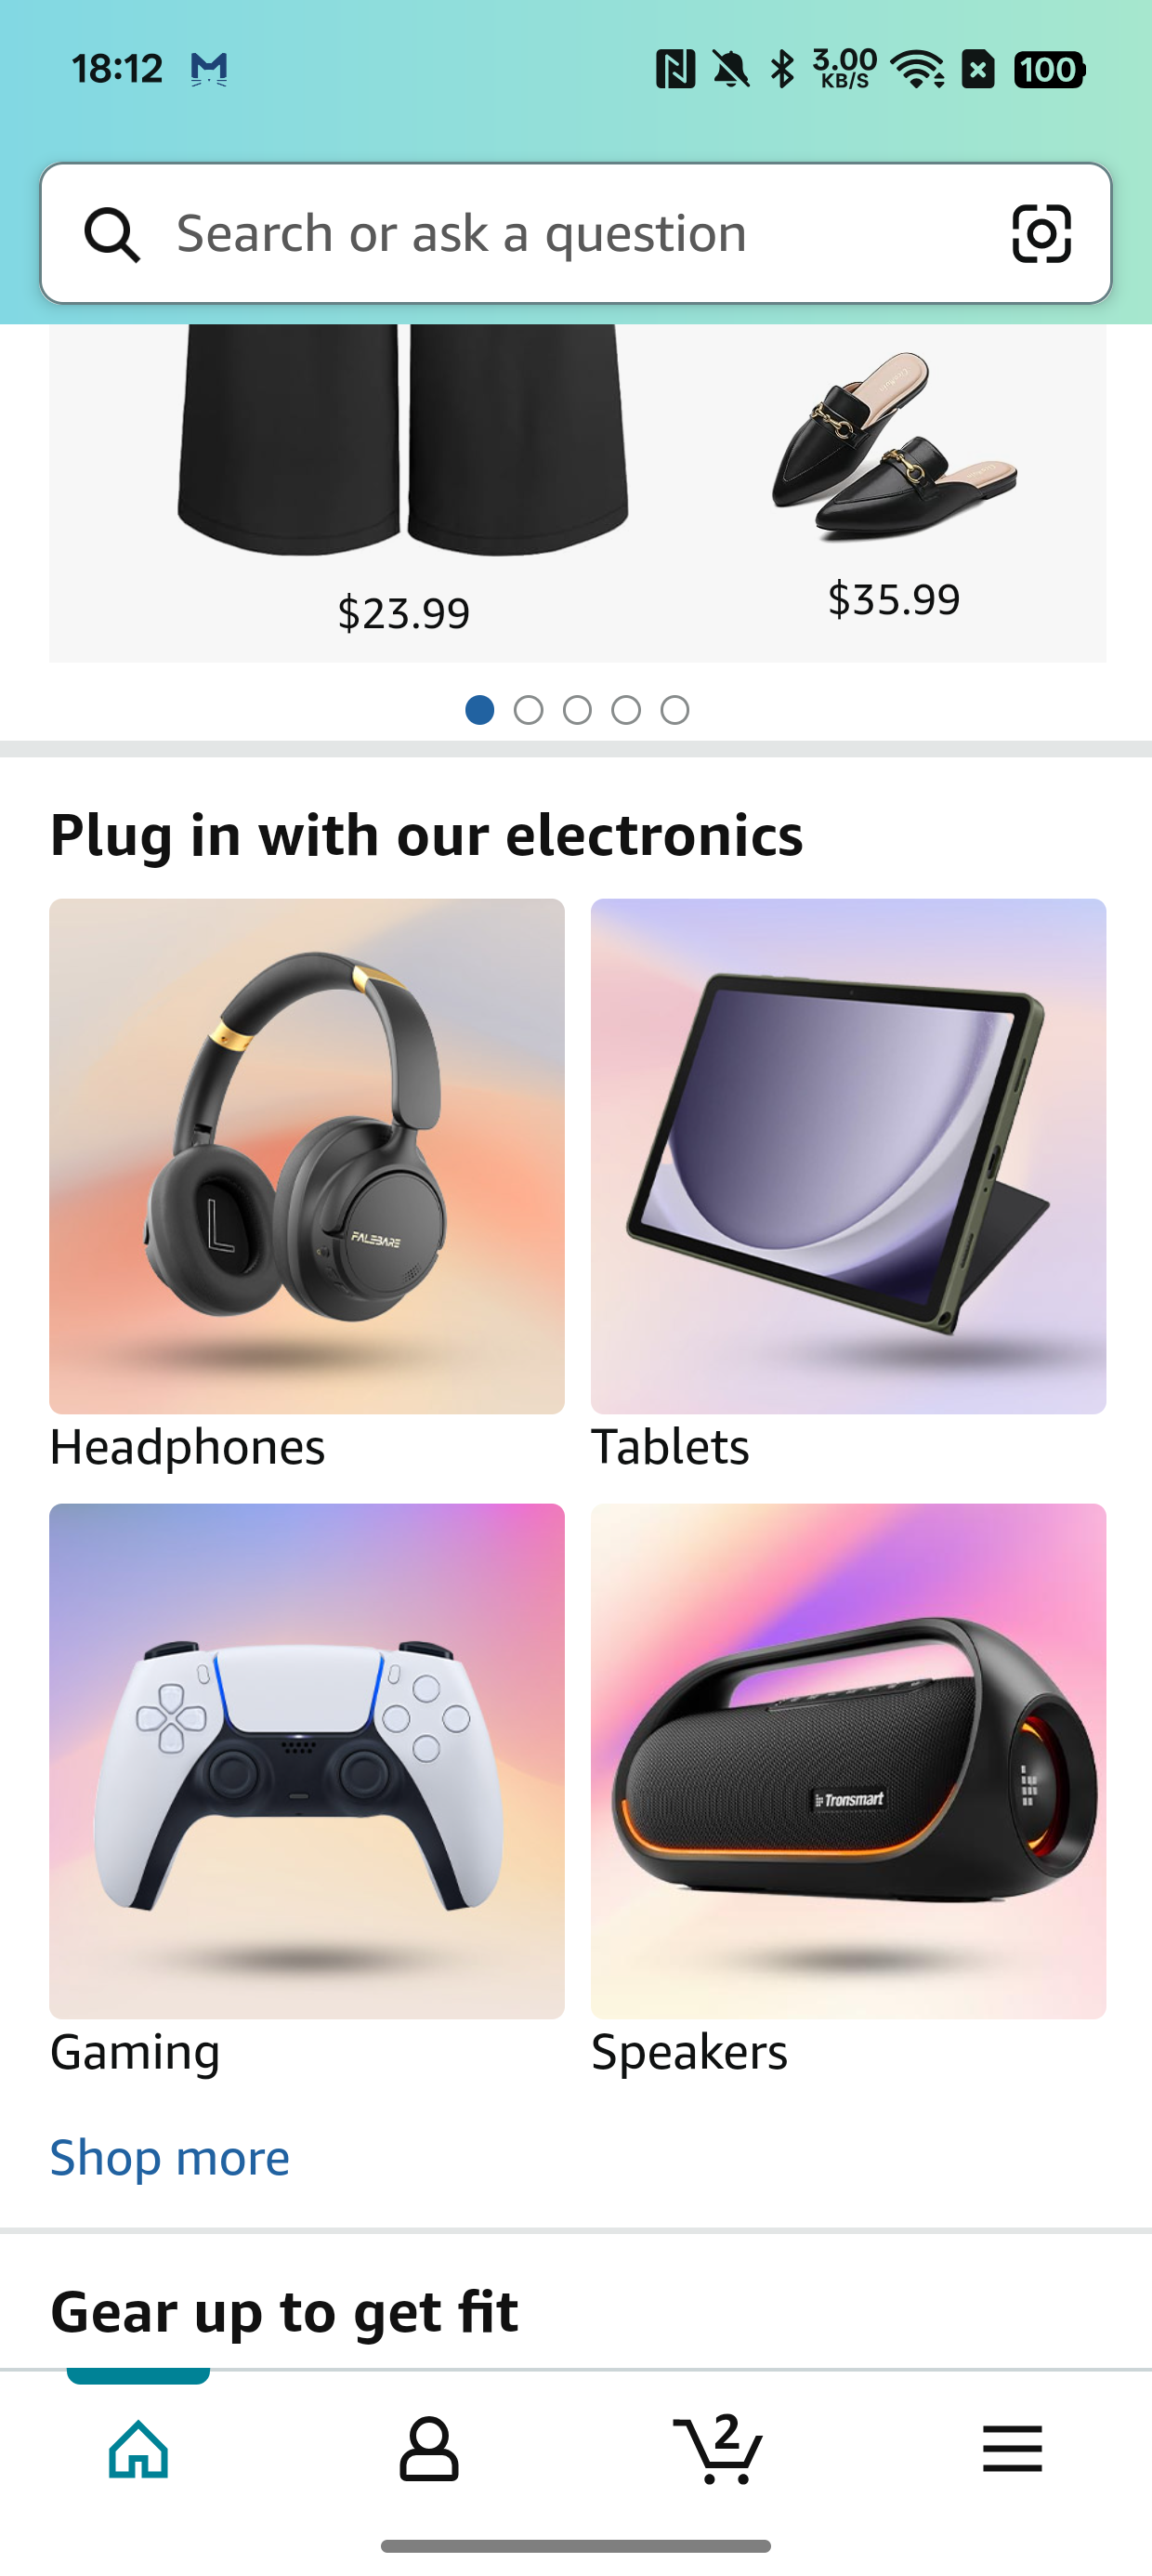 18:12
3.00
KB/S
100
Search or ask a question
$23.99
$35.99
Plug in with our electronics
L
FALEBARE
Headphones
Tablets
Tronsmart
Gaming
Speakers
Shop more
Gear up to get fit
2